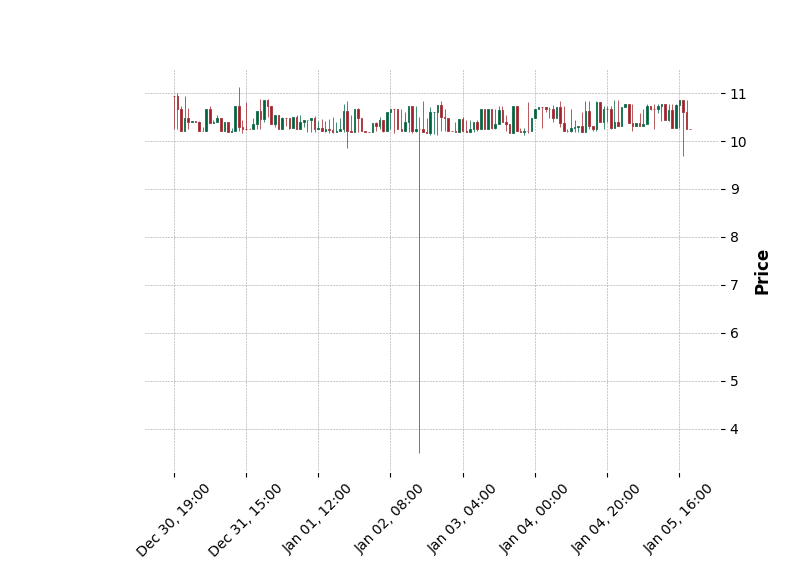 11
10
9
8
7
6
5
4
Price
Dec 30, 19:00
Dec 31, 15:00
Jan 01, 12:00
Jan 02, 08:00
Jan 03, 04:00
Jan 04, 00:00
Jan 04, 20:00
Jan 05, 16:00